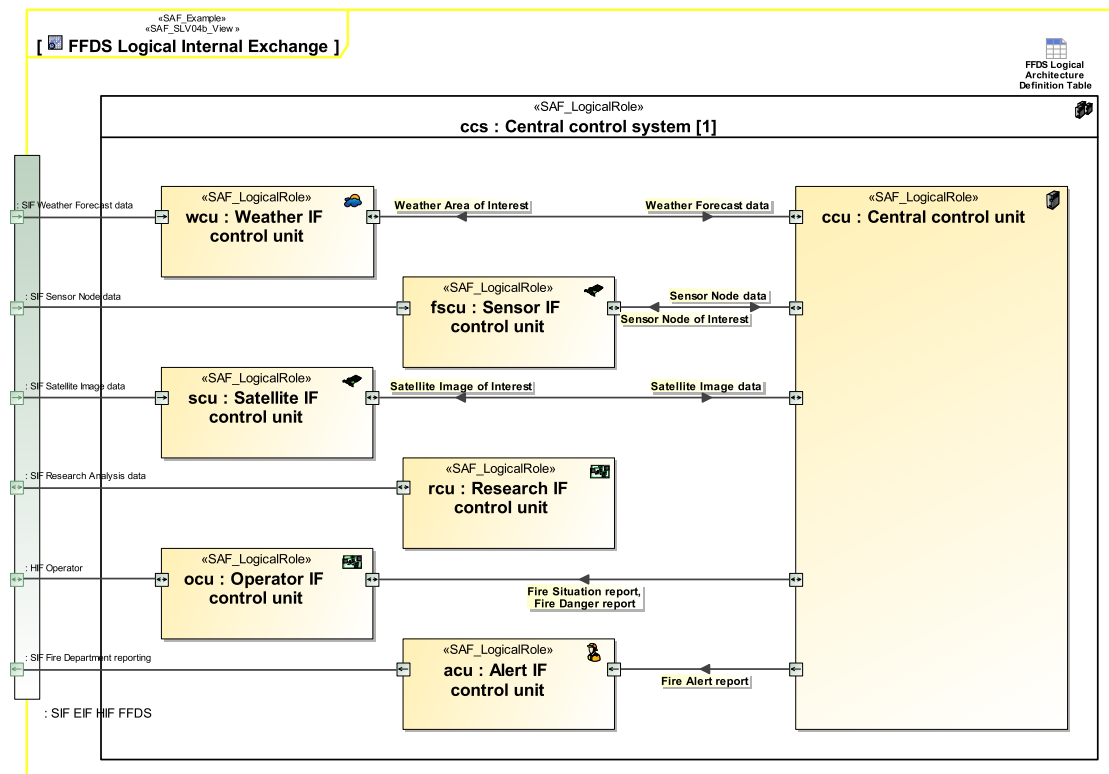 «SAF_Example»
«SAF_SLV04b_View»
[ FFDS Logical Internal Exchange ]
FFDS Logical
Architecture
Definition Table
«SAF_LogicalRole»
ccs : Central control system [1]
: SIF Weather Forecast data
«SAF_LogicalRole»
wcu : Weather IF
control unit
Weather Area of Interest
Weather Forecast data
«SAF_LogicalRole»
ccu : Central control unit
: SIF Sensor Node data
«SAF_LogicalRole»
fscu : Sensor IF
control unit
Sensor Node data
Sensor Node of Interest
: SIF Satellite Image data
«SAF_LogicalRole»
scu : Satellite IF
control unit
Satellite Image of Interest
Satellite Image data
: SIF Research Analysis data
«SAF_LogicalRole»
rcu : Research IF
control unit
: HIF Operator
«SAF_LogicalRole»
ocu : Operator IF
control unit
Fire Situation report,
Fire Danger report
: SIF Fire Department reporting
«SAF_LogicalRole»
acu : Alert IF
control unit
Fire Alert report
: SIF EIF HIF FFDS